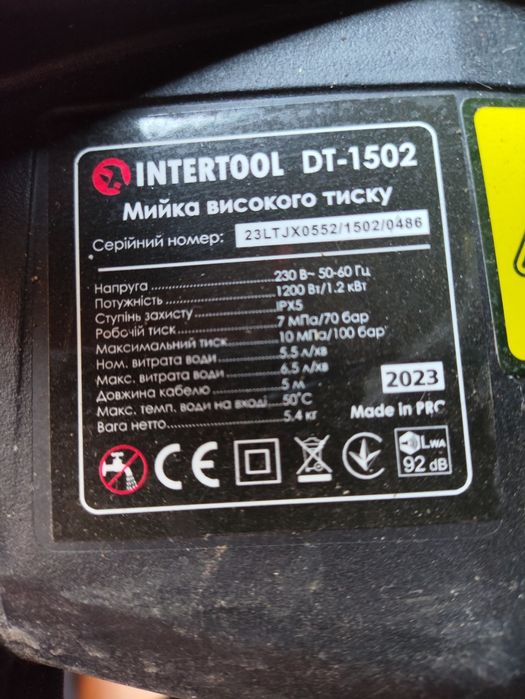 INTERTOOL DT-1502
Мийка високого тиску
Серійний номер: 23LTJX0552/1502/0486
Напруга 230 В~ 50-60 Гц
Потужність 1200 Вт/1.2 кВт
Ступінь захисту IPX5
Робочій тиск 7 МПа/70 бар
Максимальний тиск 10 МПа/100 бар
Ном. витрата води 5.5 л/хв
Макс. витрата води 6.5 л/хв
Довжина кабелю 5 м
Макс. темп. води на вході 50°C
Вага нетто 5.4 кг
2023
Made in PRC
CE
LWA
92 dB